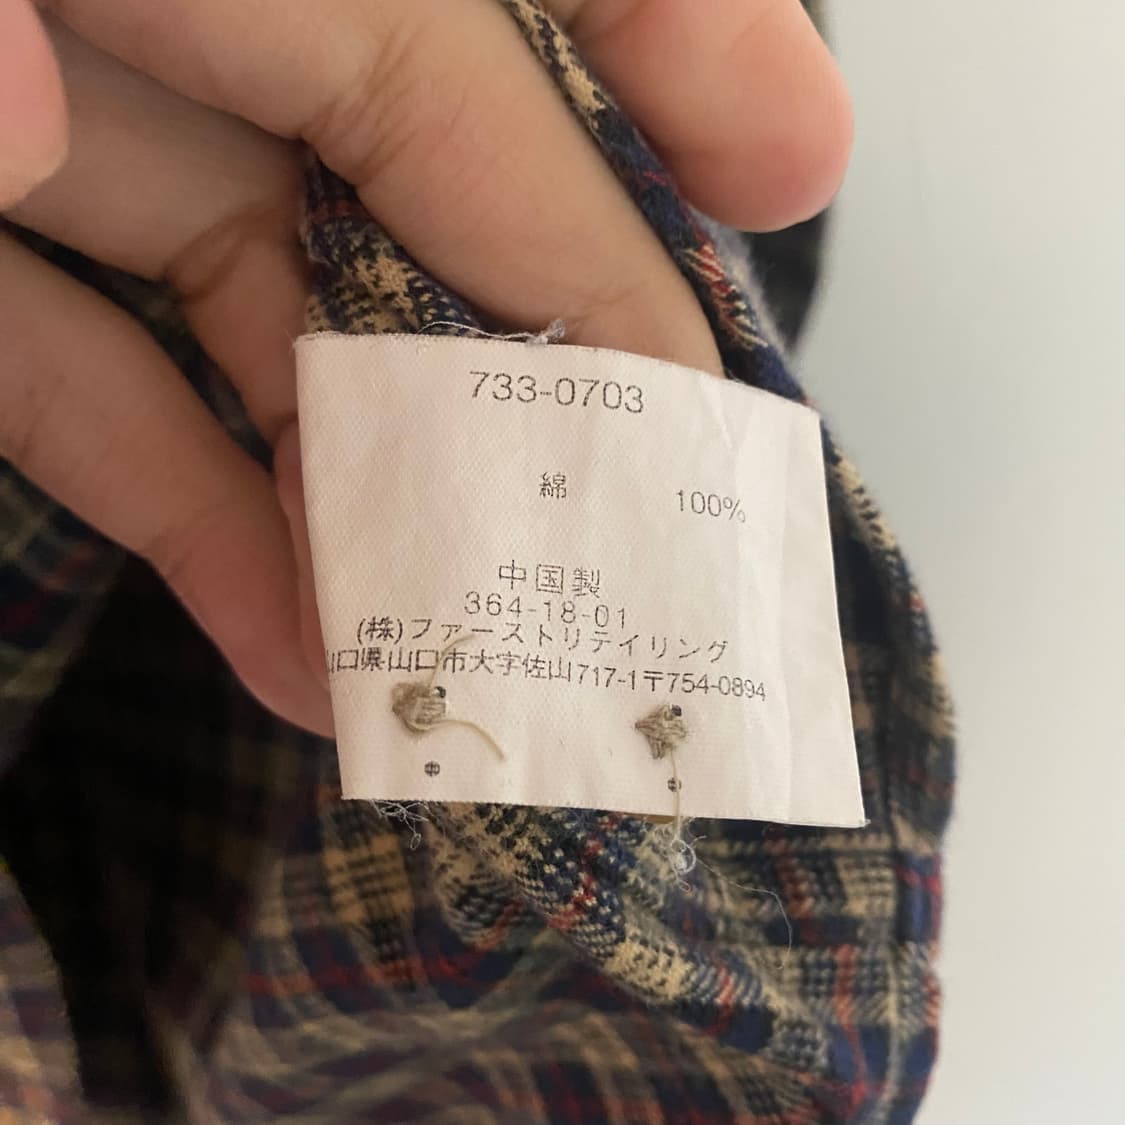 733-0703
綿 100%
中国製
364-18-01
(株)ファーストリテイリング
山口県山口市大字佐山717-1〒754-0894